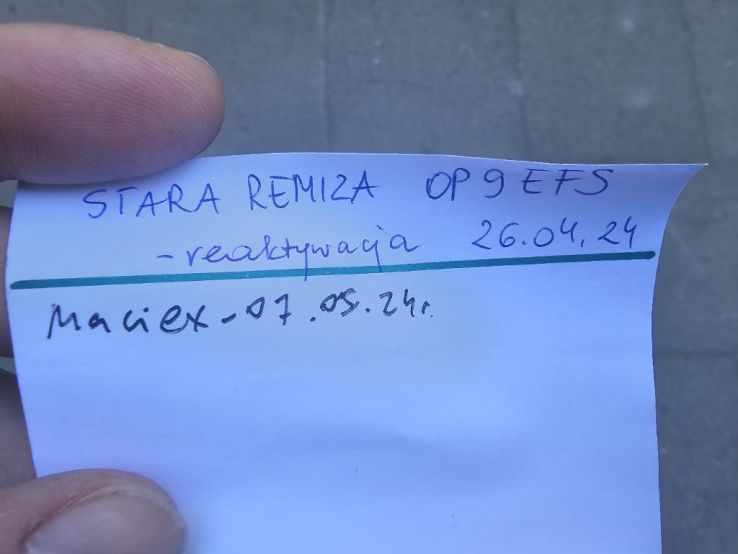 STARA REMIZA OP9EFS
-reaktywacja 26.04.24
Maciex-07.05.24r.